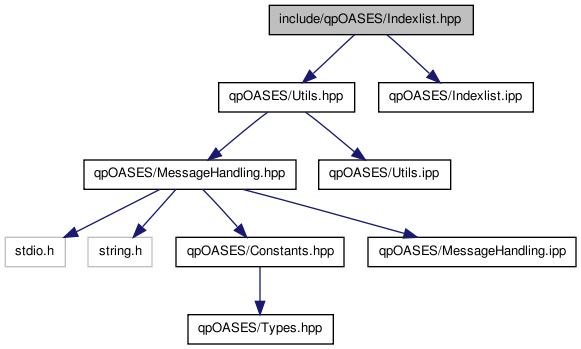 include/qpOASES/Indexlist.hpp
qpOASES/Utils.hpp
qpOASES/Indexlist.ipp
qpOASES/MessageHandling.hpp
qpOASES/Utils.ipp
stdio.h
string.h
qpOASES/Constants.hpp
qpOASES/MessageHandling.ipp
qpOASES/Types.hpp